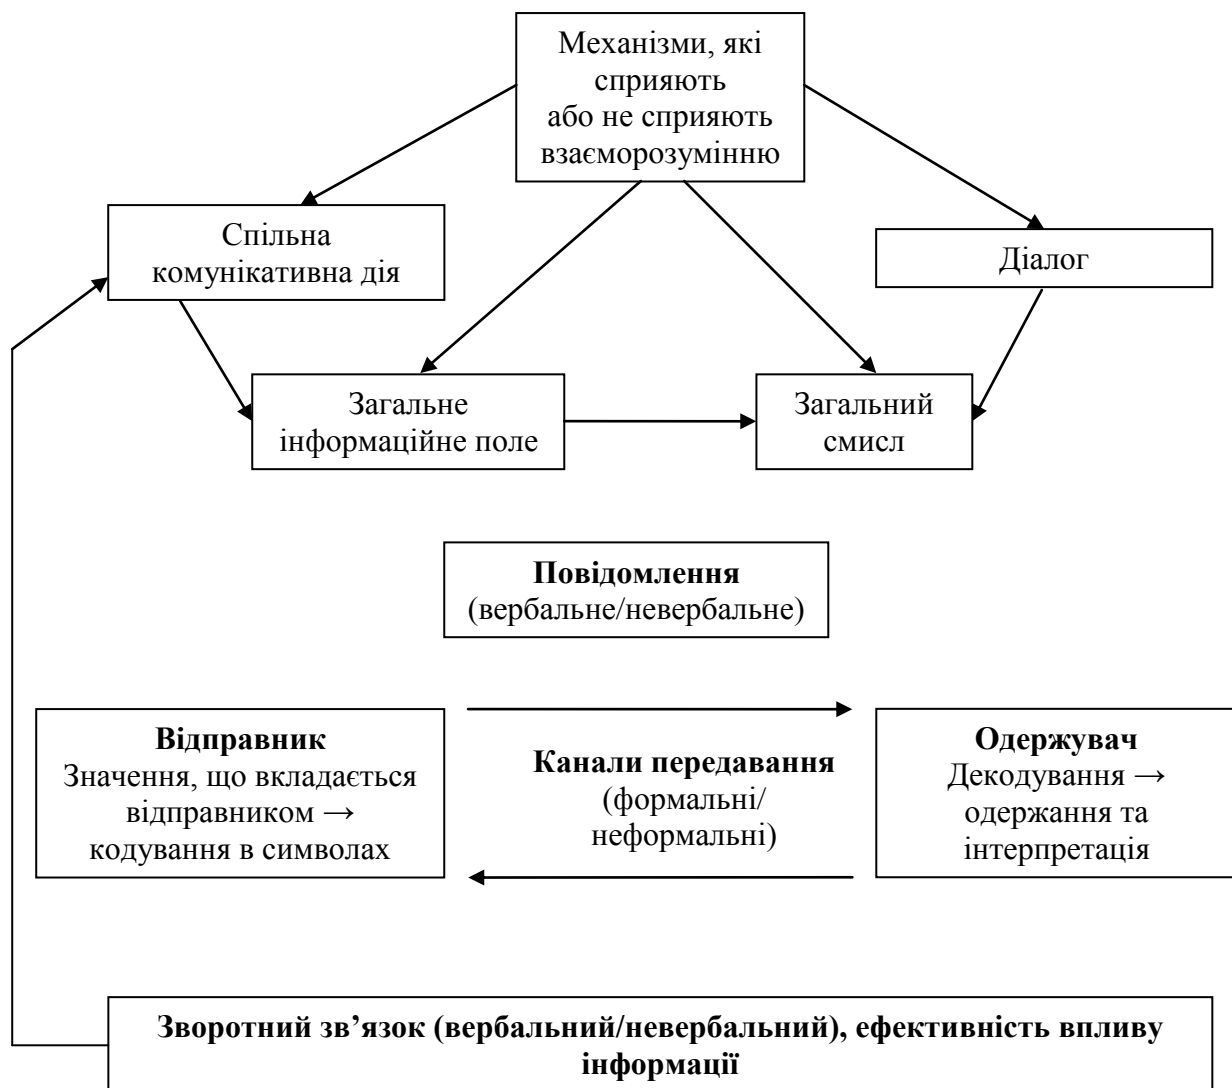 Механізми, які
сприяють
або не сприяють
взаєморозумінню
Спільна
комунікативна дія
Діалог
Загальне
інформаційне поле
Загальний
смисл
Повідомлення
(вербальне/невербальне)
Відправник
Значення, що вкладається
відправником →
кодування в символах
Канали передавання
(формальні/
неформальні)
Одержувач
Декодування →
одержання та
інтерпретація
Зворотний зв’язок (вербальний/невербальний), ефективність впливу
інформації